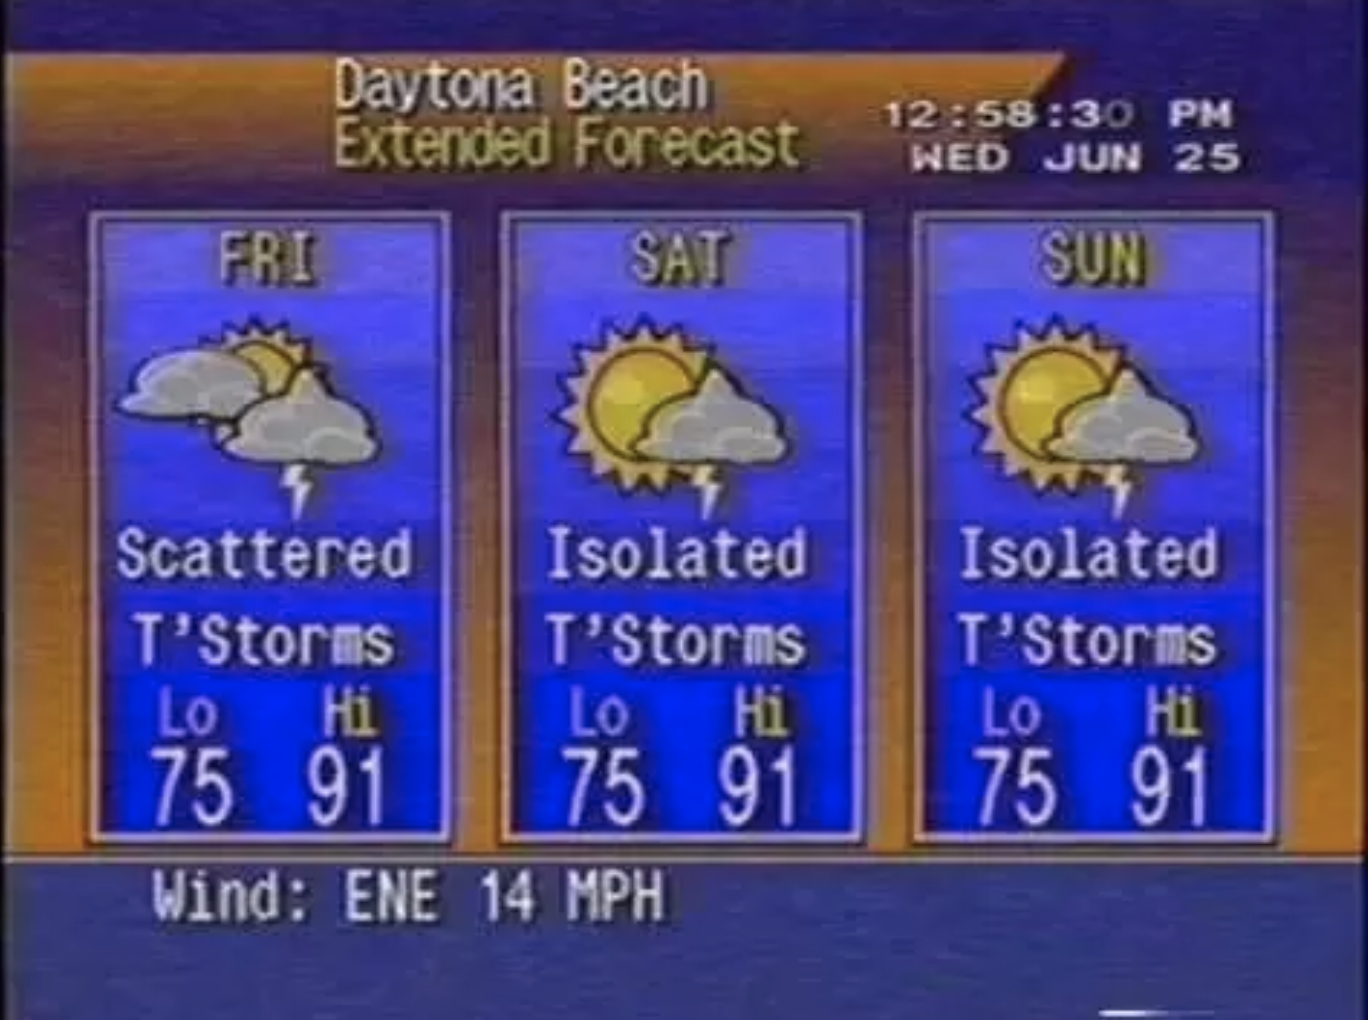 Daytona Beach
Extended Forecast
12:58:30 PM
WED JUN 25
FRI
Scattered
T'Storms
Lo Hi
75 91
SAT
Isolated
T'Storms
Lo Hi
75 91
SUN
Isolated
T'Storms
Lo Hi
75 91
Wind: ENE 14 MPH